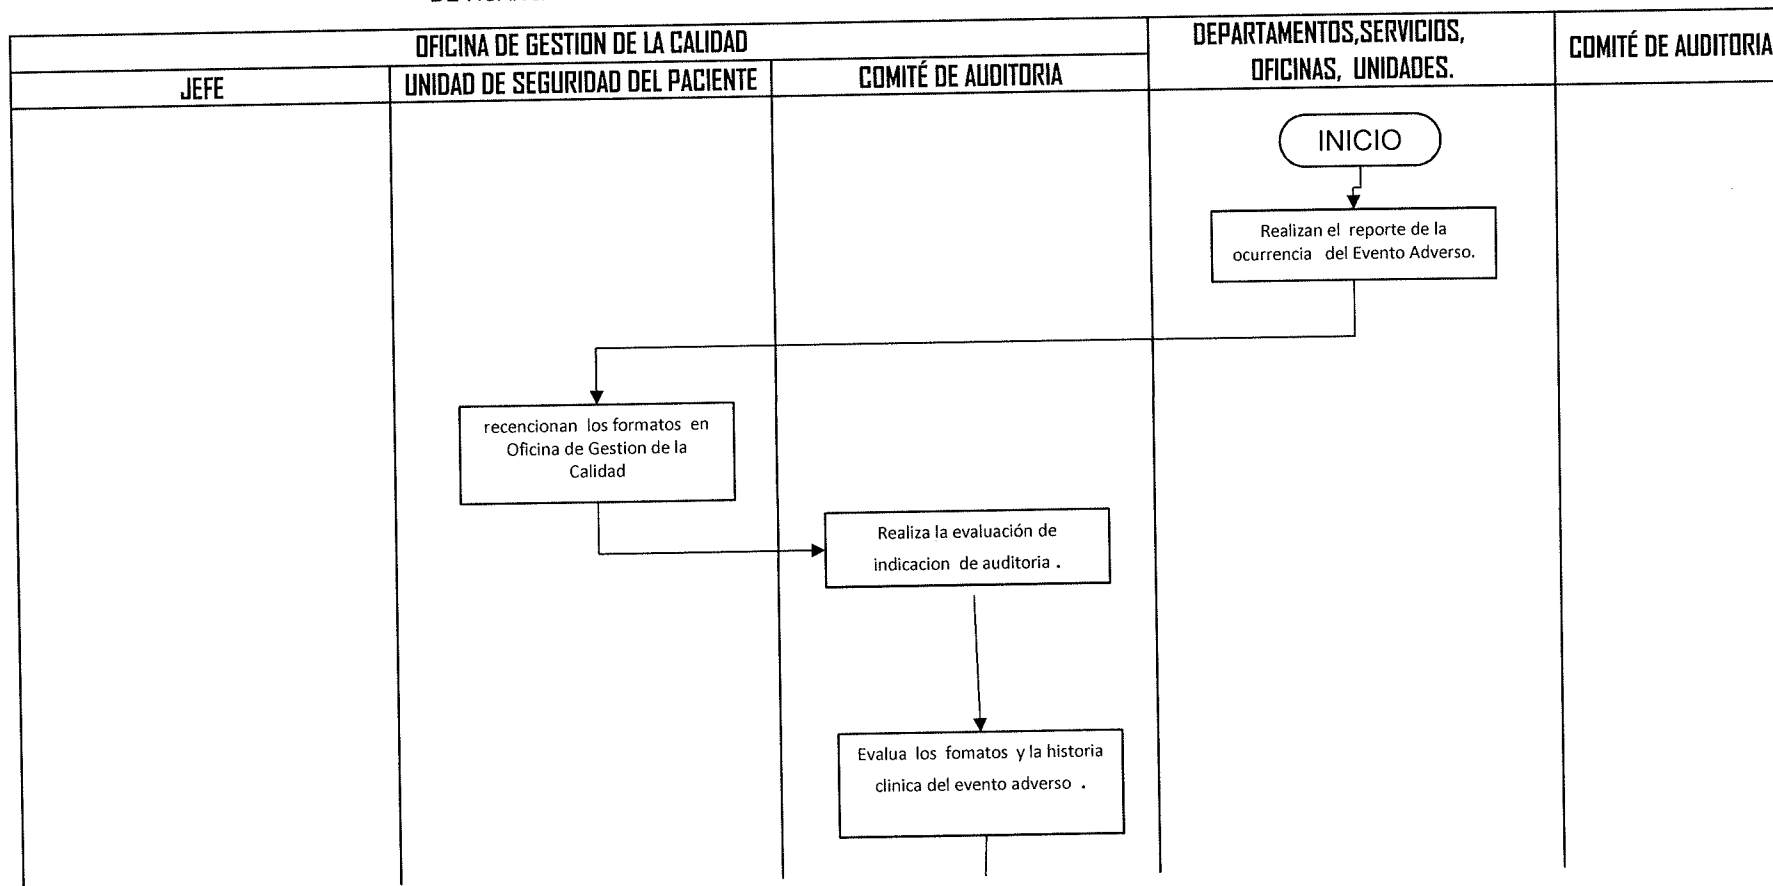 OFICINA DE GESTION DE LA CALIDAD
DEPARTAMENTOS,SERVICIOS,
OFICINAS, UNIDADES.
COMITÉ DE AUDITORIA
JEFE
UNIDAD DE SEGURIDAD DEL PACIENTE
COMITÉ DE AUDITORIA
INICIO
Realizan el reporte de la
ocurrencia del Evento Adverso.
recencionan los formatos en
Oficina de Gestion de la
Calidad
Realiza la evaluación de
indicacion de auditoria .
Evalua los fomatos y la historia
clinica del evento adverso .